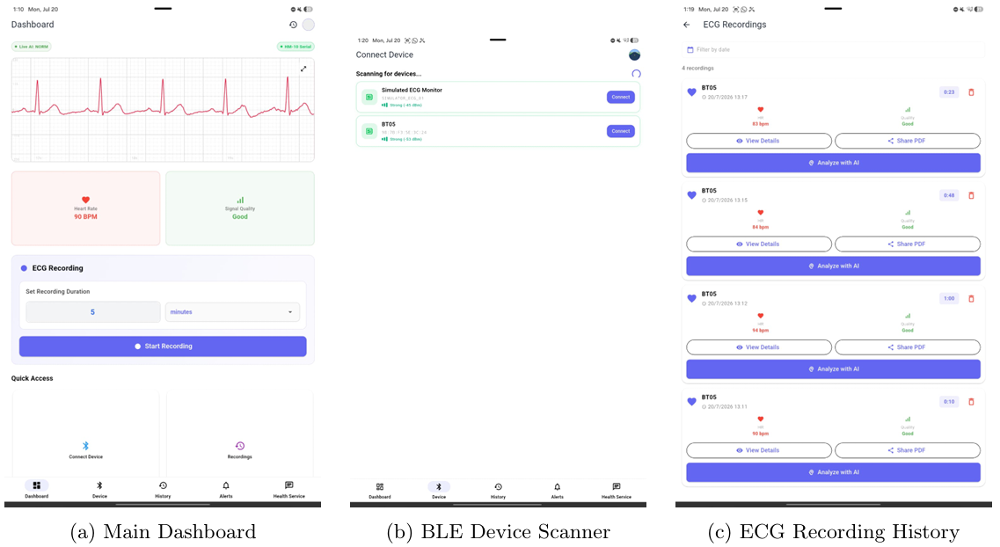 1:10 Mon, Jul 20
Dashboard
Live AI: NORM
HM-10 Serial
Heart Rate
90 BPM
Signal Quality
Good
ECG Recording
Set Recording Duration
5
minutes
Start Recording
Quick Access
Connect Device
Recordings
Dashboard
Device
History
Alerts
Health Service
(a) Main Dashboard
1:20 Mon, Jul 20
Connect Device
Scanning for devices...
Simulated ECG Monitor
Connect
BT05
Connect
Dashboard
Device
History
Alerts
Health Service
(b) BLE Device Scanner
1:19 Mon, Jul 20
ECG Recordings
Filter by date
4 recordings
BT05
20/7/2026 13:17
0:23
HR
83 bpm
Quality
Good
View Details
Share PDF
Analyze with AI
BT05
20/7/2026 13:15
0:48
HR
84 bpm
Quality
Good
View Details
Share PDF
Analyze with AI
BT05
20/7/2026 13:12
1:00
HR
94 bpm
Quality
Good
View Details
Share PDF
Analyze with AI
BT05
20/7/2026 13:11
0:10
HR
90 bpm
Quality
Good
View Details
Share PDF
Analyze with AI
(c) ECG Recording History